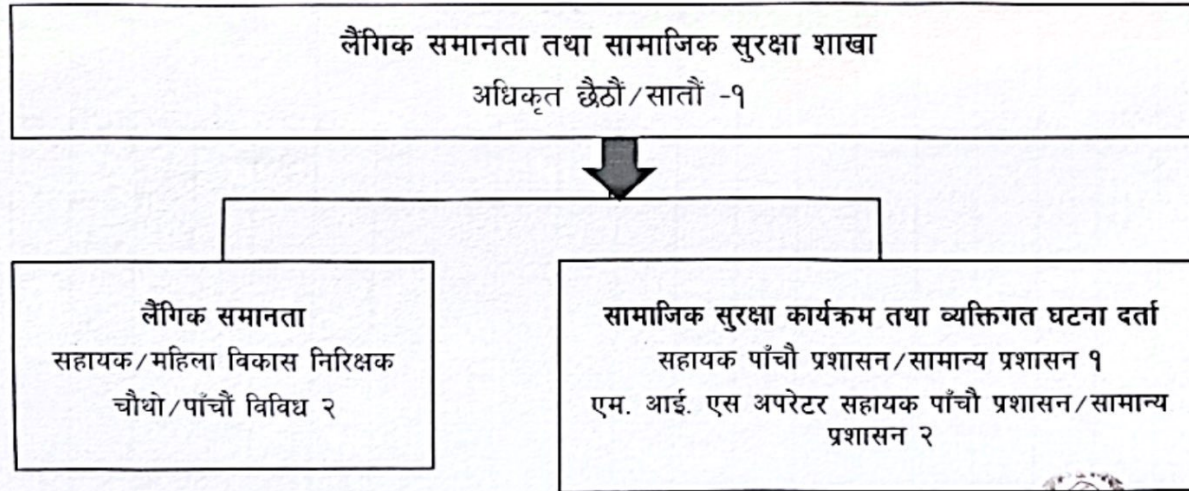 लैंगिक समानता तथा सामाजिक सुरक्षा शाखा
अधिकृत छैठौं/सातौं -१
लैंगिक समानता
सहायक/महिला विकास निरिक्षक
चौथो/पाँचौं विविध २
सामाजिक सुरक्षा कार्यक्रम तथा व्यक्तिगत घटना दर्ता
सहायक पाँचौ प्रशासन/सामान्य प्रशासन १
एम. आई. एस अपरेटर सहायक पाँचौ प्रशासन/सामान्य
प्रशासन २